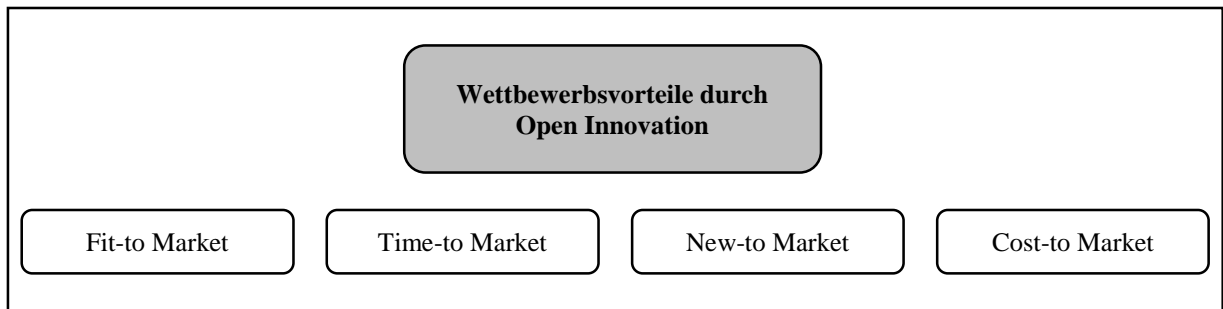 Wettbewerbsvorteile durch
Open Innovation
Fit-to Market
Time-to Market
New-to Market
Cost-to Market